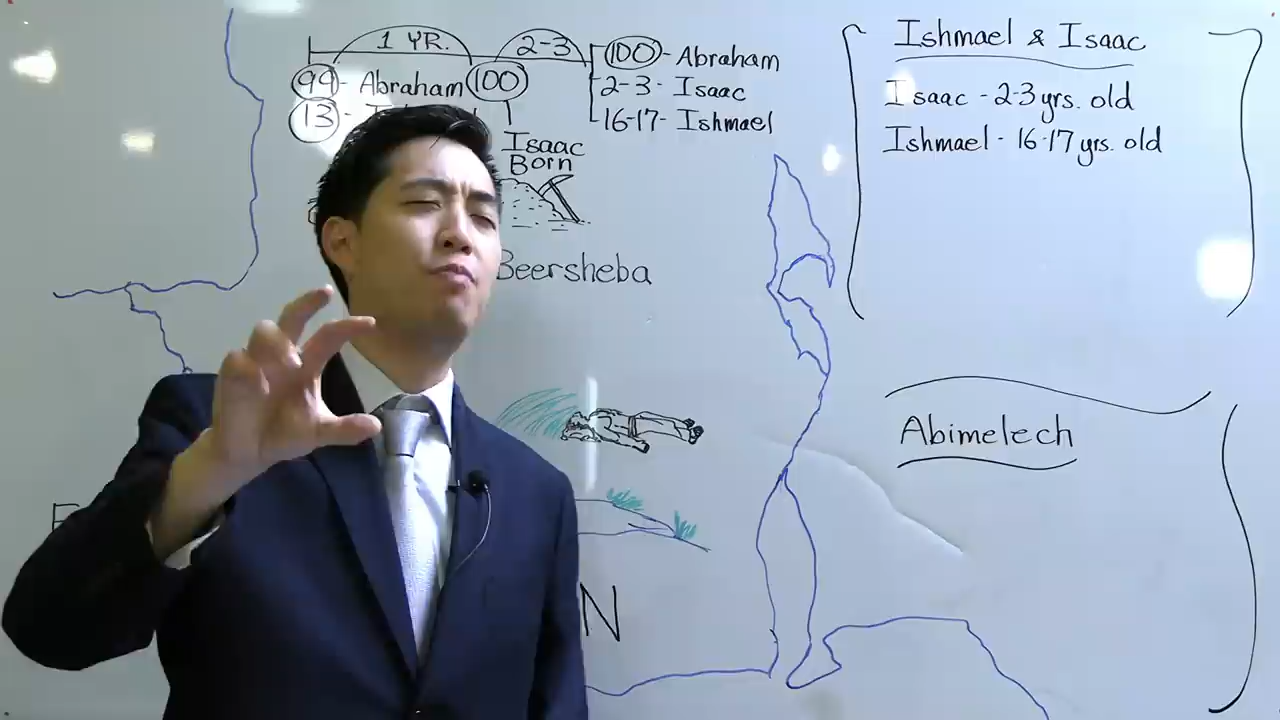 1 YR.
2-3
99 - Abraham
100
13 -
Isaac
Born
100 - Abraham
2-3 - Isaac
16-17 - Ishmael
Beersheba
N
Ishmael & Isaac
Isaac - 2-3 yrs. old
Ishmael - 16-17 yrs. old
Abimelech